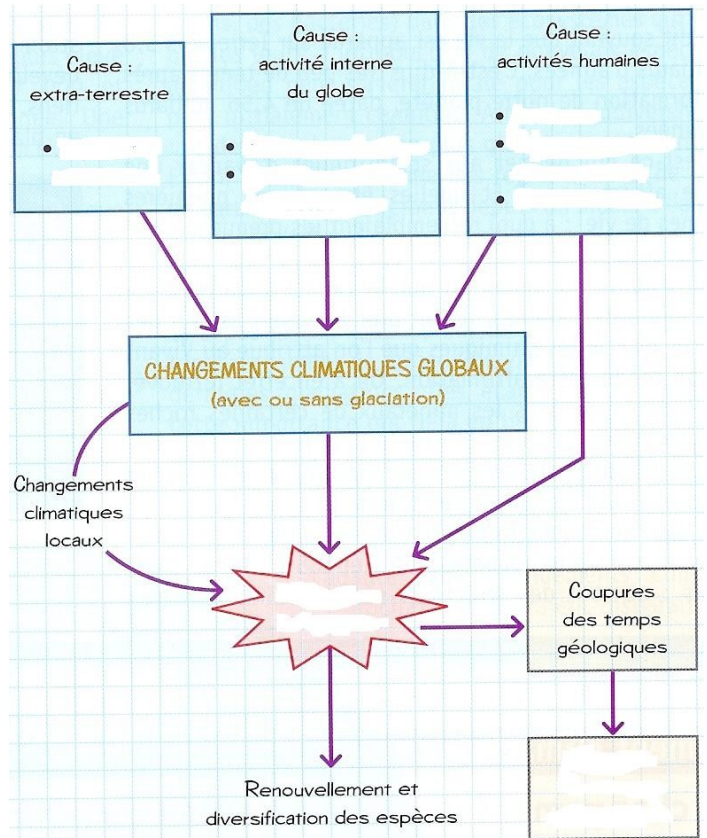 Cause :
extra-terrestre
Cause :
activité interne
du globe
Cause :
activités humaines
CHANGEMENTS CLIMATIQUES GLOBAUX
(avec ou sans glaciation)
Changements
climatiques
locaux
Coupures
des temps
géologiques
Renouvellement et
diversification des espèces